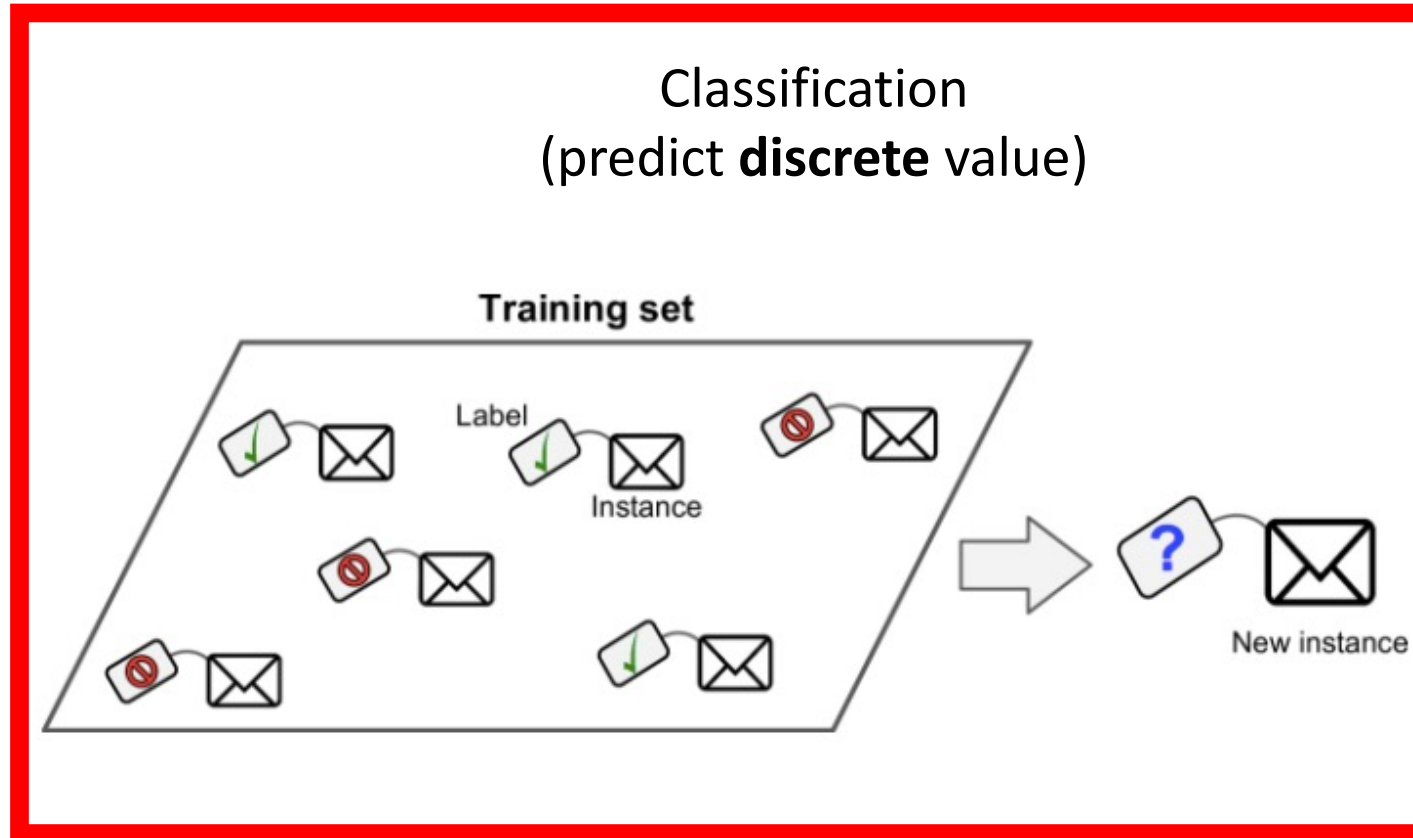 Classification
(predict discrete value)
Training set
Label
Instance
?
New instance